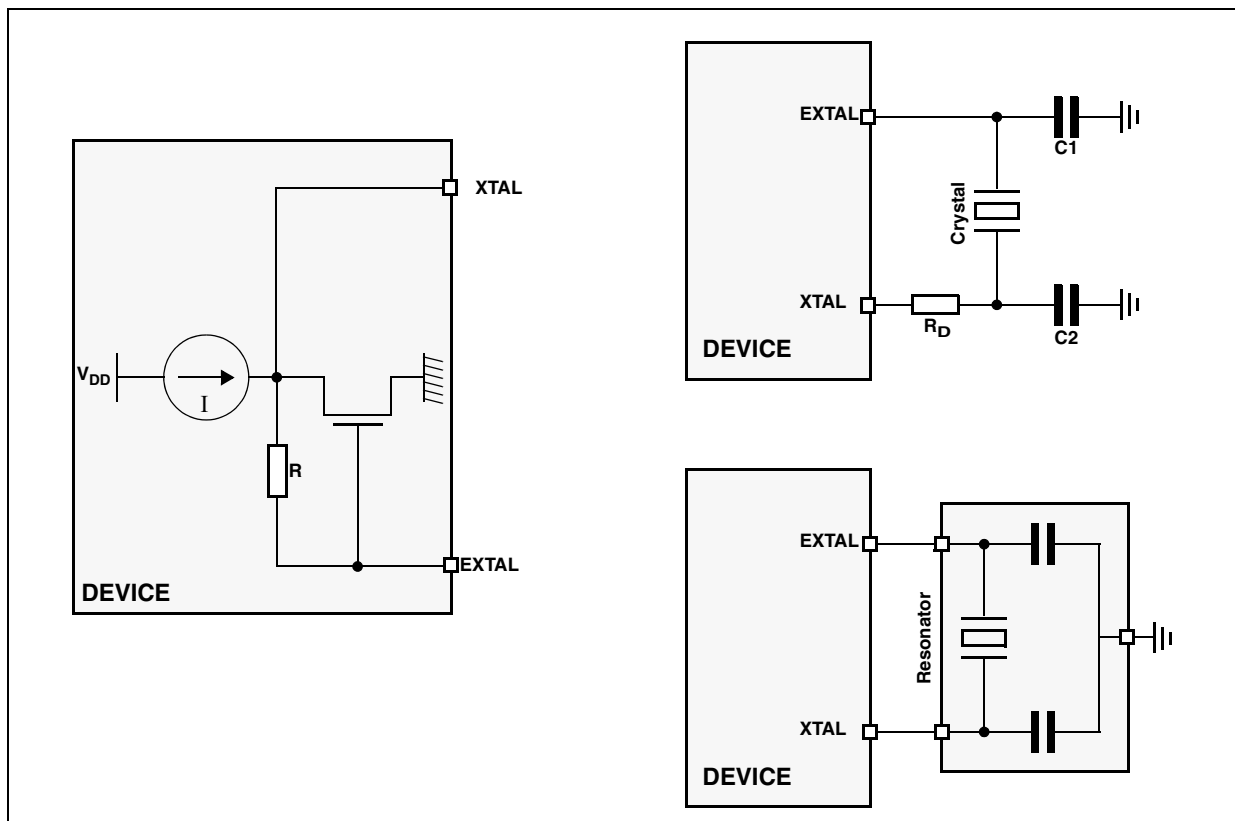 XTAL
V_DD
I
R
EXTAL
DEVICE
EXTAL
C1
Crystal
XTAL
R_D
C2
DEVICE
EXTAL
Resonator
XTAL
DEVICE